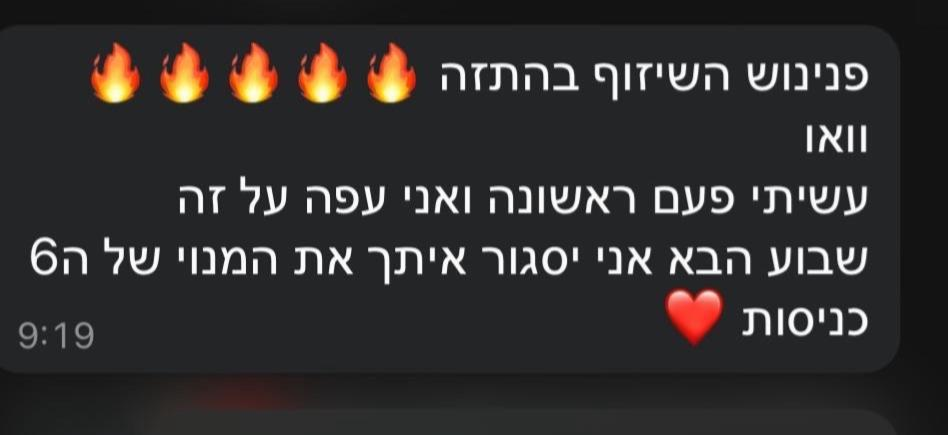 פנינוש השיזוף בהתזה 🔥🔥🔥🔥🔥
וואו
עשיתי פעם ראשונה ואני עפה על זה
שבוע הבא אני יסגור איתך את המנוי של ה6
כניסות ❤️
9:19